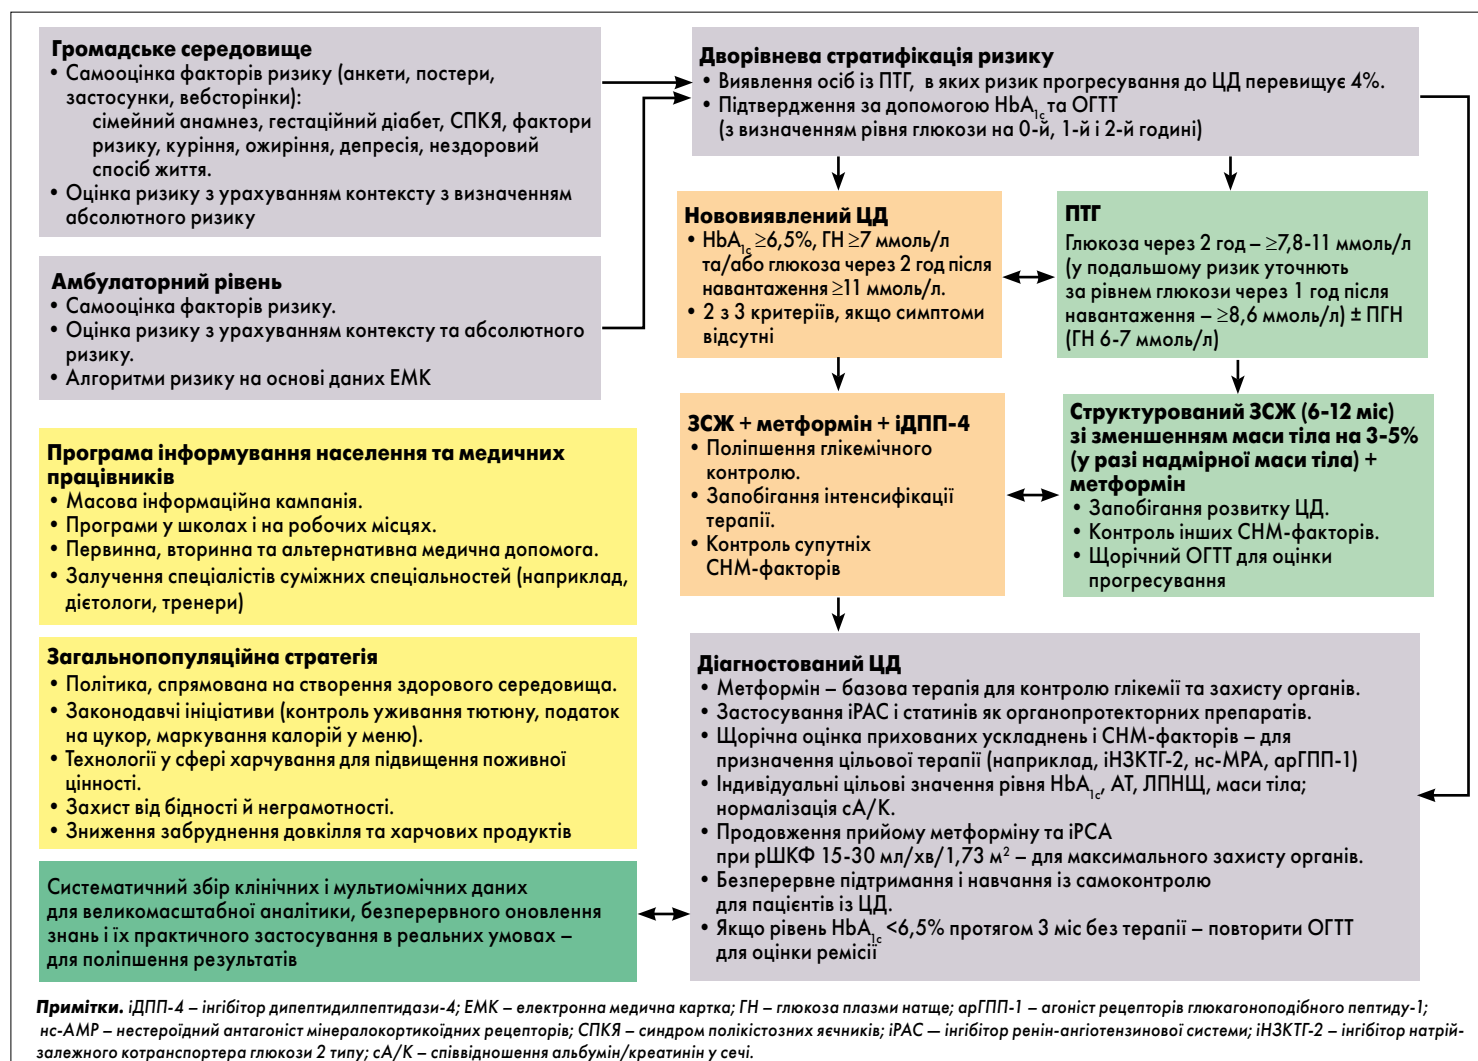 Громадське середовище
• Самооцінка факторів ризику (анкети, постери,
застосунки, вебсторінки):
сімейний анамнез, гестаційний діабет, СПКЯ, фактори
ризику, куріння, ожиріння, депресія, нездоровий
спосіб життя.
• Оцінка ризику з урахуванням контексту з визначенням
абсолютного ризику
Амбулаторний рівень
• Самооцінка факторів ризику.
• Оцінка ризику з урахуванням контексту та абсолютного
ризику.
• Алгоритми ризику на основі даних ЕМК
Програма інформування населення та медичних
працівників
• Масова інформаційна кампанія.
• Програми у школах і на робочих місцях.
• Первинна, вторинна та альтернативна медична допомога.
• Залучення спеціалістів суміжних спеціальностей (наприклад,
дієтологи, тренери)
Загальнопопуляційна стратегія
• Політика, спрямована на створення здорового середовища.
• Законодавчі ініціативи (контроль уживання тютюну, податок
на цукор, маркування калорій у меню).
• Технології у сфері харчування для підвищення поживної
цінності.
• Захист від бідності й неграмотності.
• Зниження забруднення довкілля та харчових продуктів
Систематичний збір клінічних і мультиомічних даних
для великомасштабної аналітики, безперервного оновлення
знань і їх практичного застосування в реальних умовах –
для поліпшення результатів
Дворівнева стратифікація ризику
• Виявлення осіб із ПТГ, в яких ризик прогресування до ЦД перевищує 4%.
• Підтвердження за допомогою HbA1c та ОГТТ
(з визначенням рівня глюкози на 0-й, 1-й і 2-й годині)
Нововиявлений ЦД
• HbA1c ≥6,5%, ГН ≥7 ммоль/л
та/або глюкоза через 2 год після
навантаження ≥11 ммоль/л.
• 2 з 3 критеріїв, якщо симптоми
відсутні
ПТГ
Глюкоза через 2 год – ≥7,8-11 ммоль/л
(у подальшому ризик уточнють
за рівнем глюкози через 1 год після
навантаження – ≥8,6 ммоль/л) ± ПГН
(ГН 6-7 ммоль/л)
ЗСЖ + метформін + іДПП-4
• Поліпшення глікемічного
контролю.
• Запобігання інтенсифікації
терапії.
• Контроль супутніх
СНМ-факторів
Структурований ЗСЖ (6-12 міс)
зі зменшенням маси тіла на 3-5%
(у разі надмірної маси тіла) +
метформін
• Запобігання розвитку ЦД.
• Контроль інших СНМ-факторів.
• Щорічний ОГТТ для оцінки
прогресування
Діагностований ЦД
• Метформін – базова терапія для контролю глікемії та захисту органів.
• Застосування іРАС і статинів як органопротекторних препаратів.
• Щорічна оцінка прихованих ускладнень і СНМ-факторів – для
призначення цільової терапії (наприклад, іНЗКТГ-2, нс-МРА, арГПП-1)
• Індивідуальні цільові значення рівня HbA1c, АТ, ЛПНЩ, маси тіла;
нормалізація сА/К.
• Продовження прийому метформіну та іРСА
при рШКФ 15-30 мл/хв/1,73 м² – для максимального захисту органів.
• Безперервне підтримання і навчання із самоконтролю
для пацієнтів із ЦД.
• Якщо рівень HbA1c <6,5% протягом 3 міс без терапії – повторити ОГТТ
для оцінки ремісії
Примітки. іДПП-4 – інгібітор дипептидилпептидази-4; ЕМК – електронна медична картка; ГН – глюкоза плазми натще; арГПП-1 – агоніст рецепторів глюкагоноподібного пептиду-1;
нс-АМР – нестероїдний антагоніст мінералокортикоїдних рецепторів; СПКЯ – синдром полікістозних яєчників; іРАС — інгібітор ренін-ангіотензинової системи; іНЗКТГ-2 – інгібітор натрій-
залежного котранспортера глюкози 2 типу; сА/К – співвідношення альбумін/креатинін у сечі.